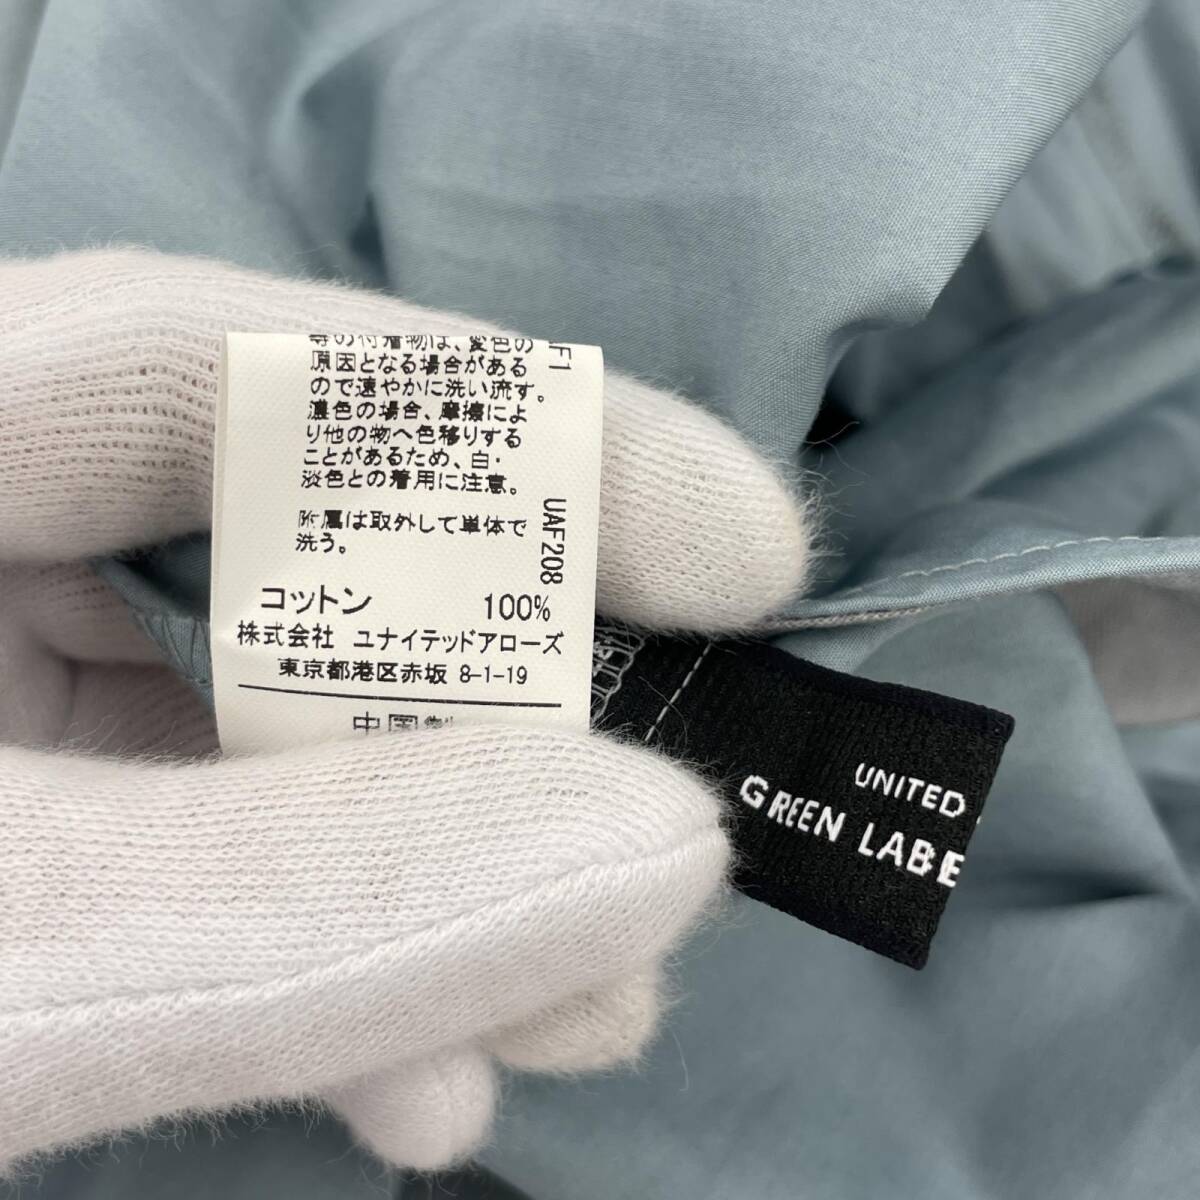 等の付着物は、変色の
原因となる場合がある
ので速やかに洗い流す。
濃色の場合、摩擦によ
り他の物へ色移りする
ことがあるため、白・
淡色との着用に注意。
附属は取外して単体で
洗う。
UAF208
コットン 100%
株式会社 ユナイテッドアローズ
東京都港区赤坂 8-1-19
中国製
UNITED
GREEN LABE